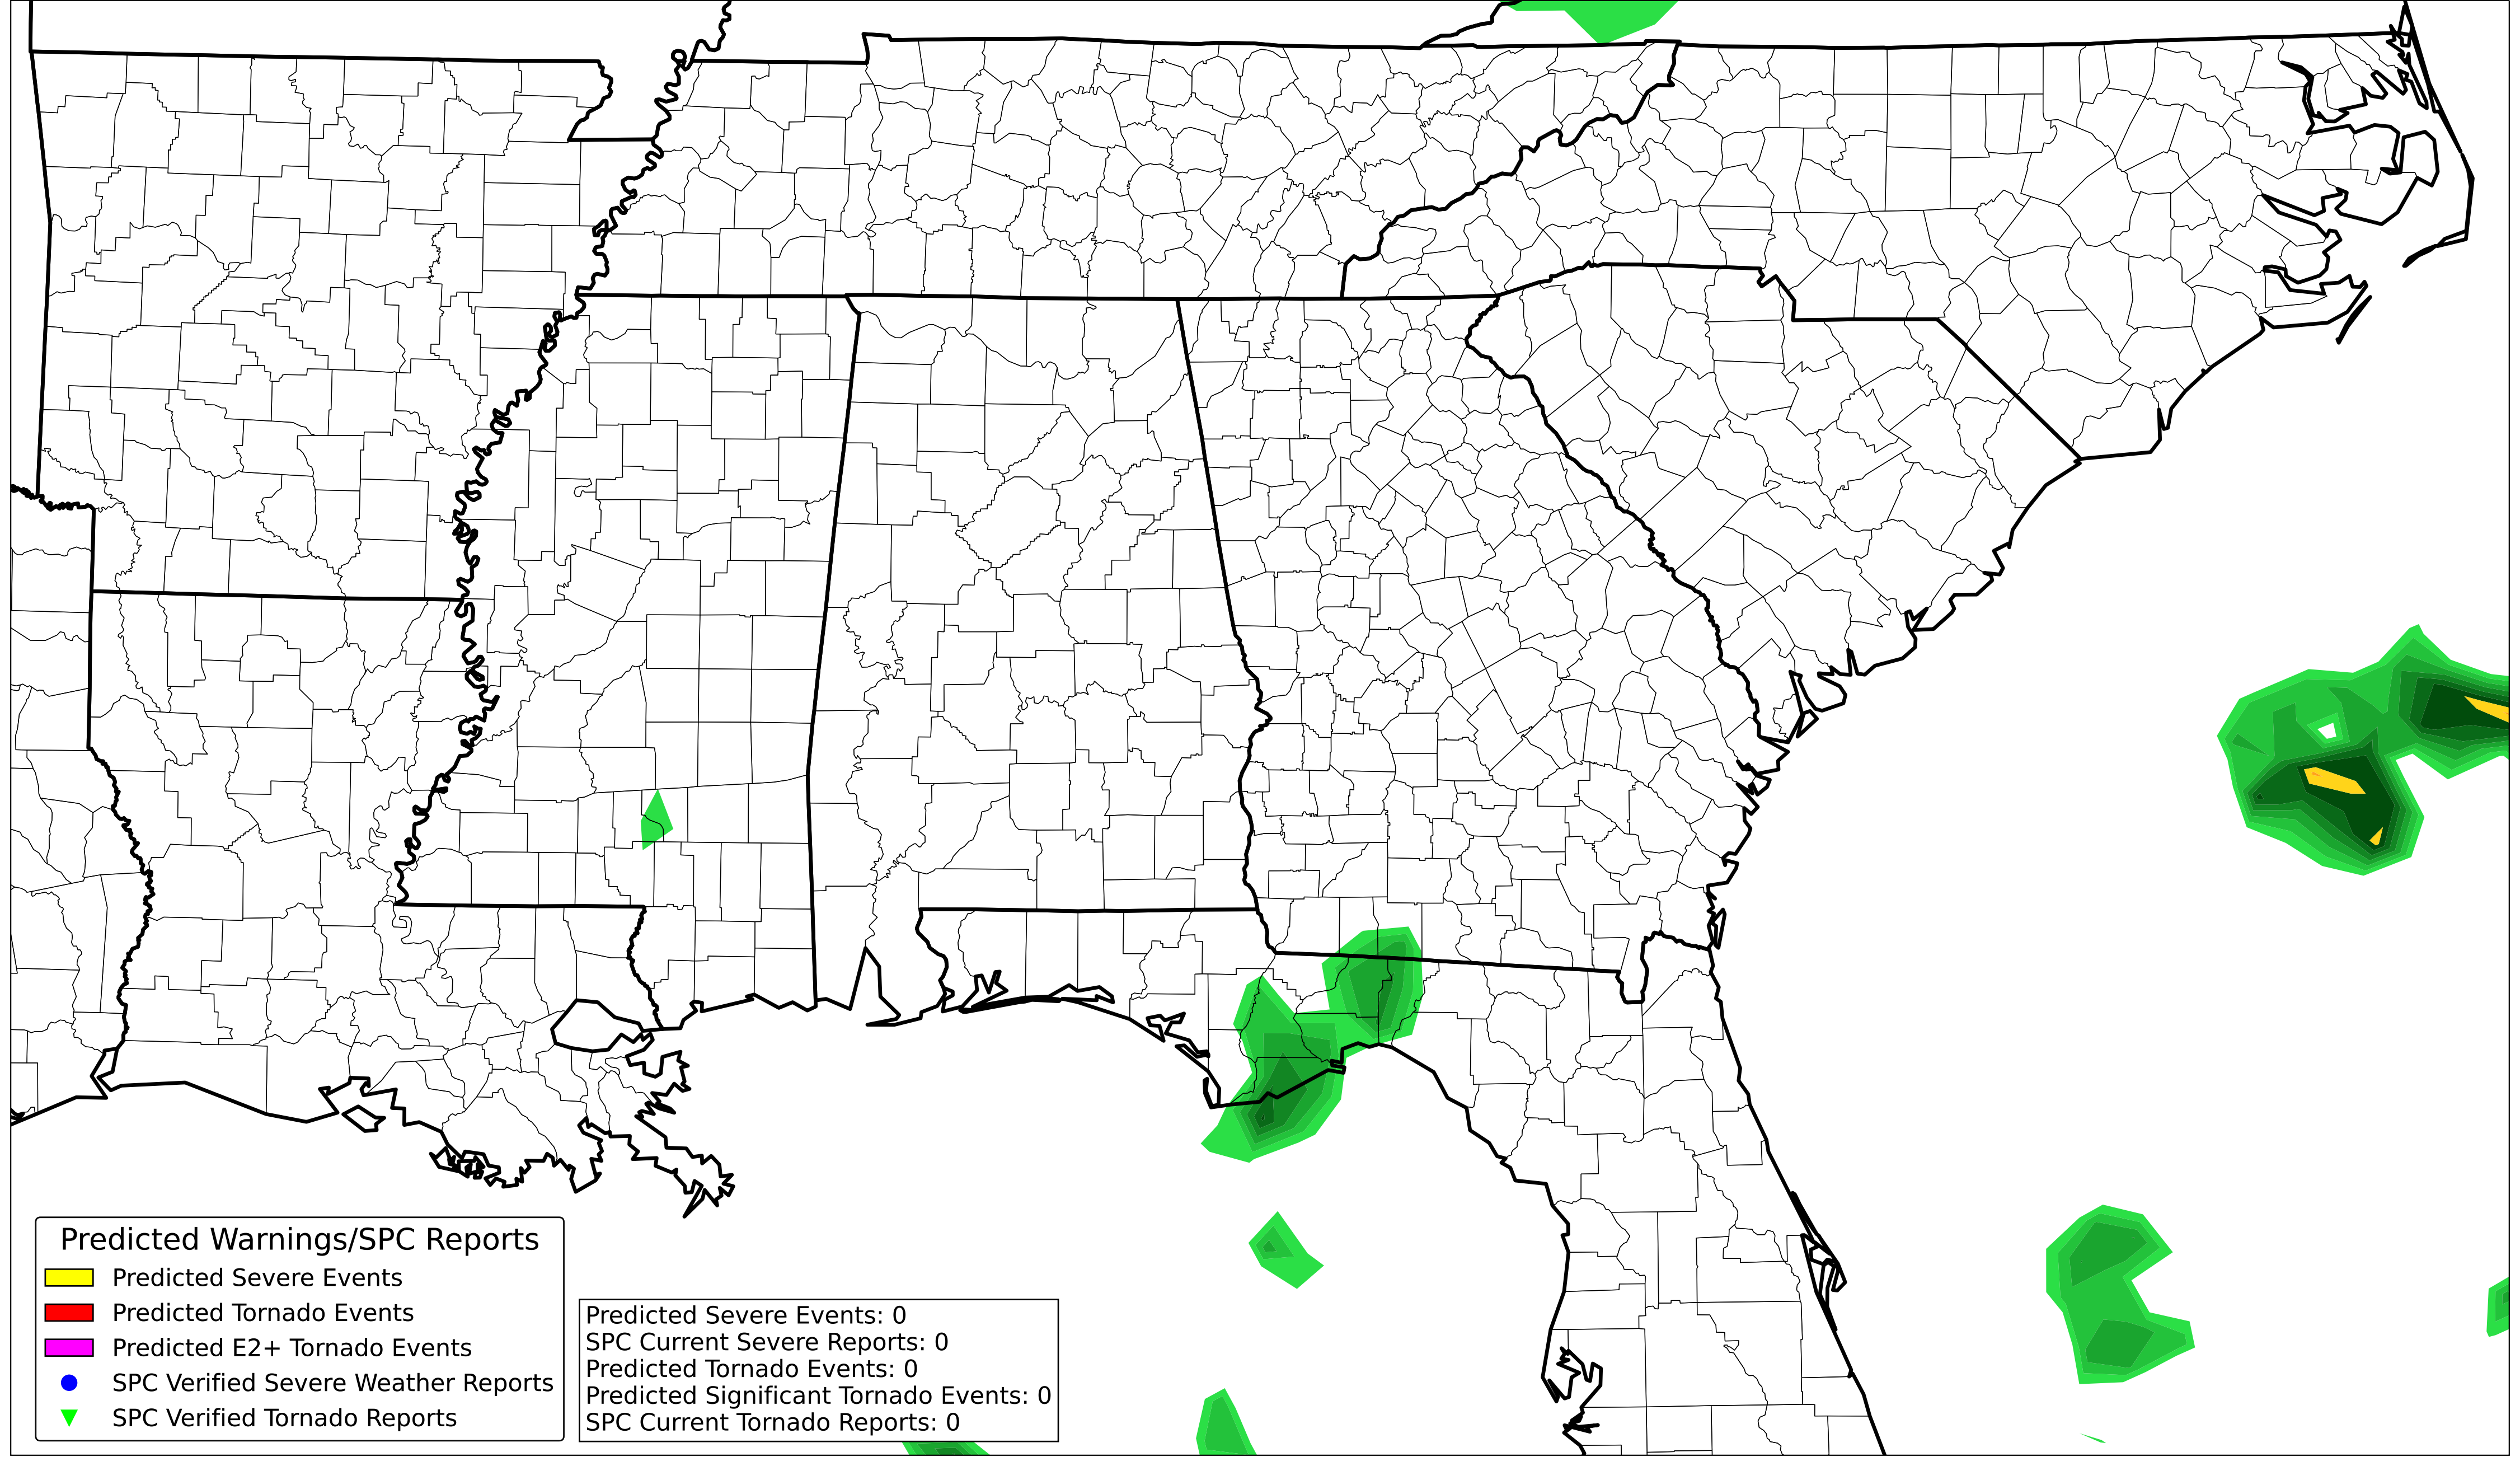 Predicted Warnings/SPC Reports
Predicted Severe Events
Predicted Tornado Events
Predicted E2+ Tornado Events
SPC Verified Severe Weather Reports
SPC Verified Tornado Reports
Predicted Severe Events: 0
SPC Current Severe Reports: 0
Predicted Tornado Events: 0
Predicted Significant Tornado Events: 0
SPC Current Tornado Reports: 0